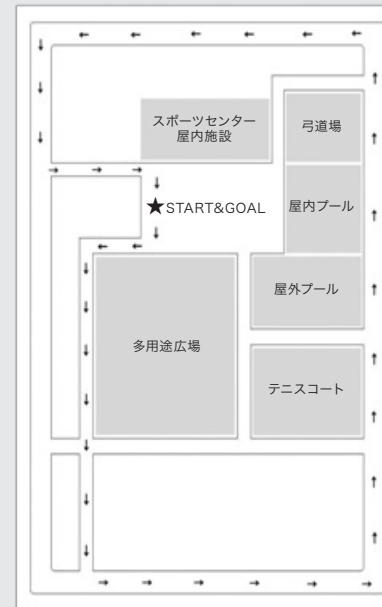 スポーツセンター
屋内施設
弓道場
★START&GOAL
屋内プール
屋外プール
多用途広場
テニスコート